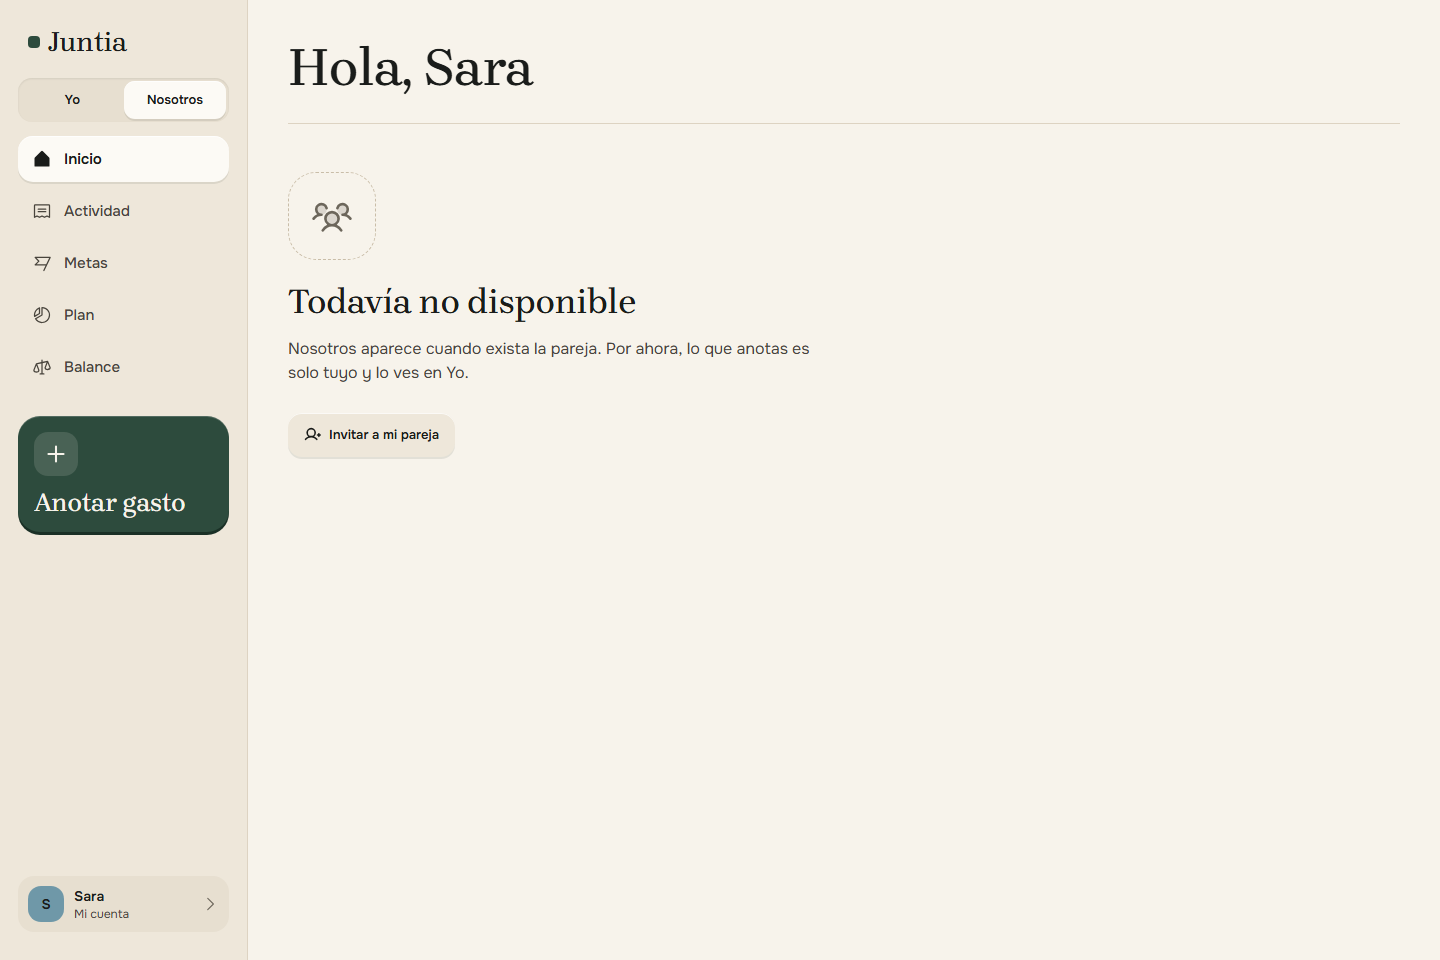 Juntia
Yo
Nosotros
Inicio
Actividad
Metas
Plan
Balance
Anotar gasto
S
Sara
Mi cuenta
Hola, Sara
Todavía no disponible
Nosotros aparece cuando exista la pareja. Por ahora, lo que anotas es
solo tuyo y lo ves en Yo.
Invitar a mi pareja